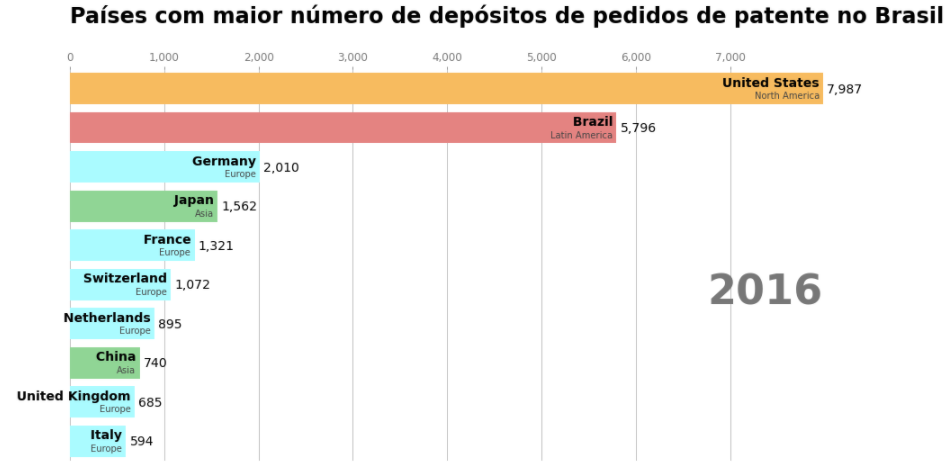 Países com maior número de depósitos de pedidos de patente no Brasil
0 1,000 2,000 3,000 4,000 5,000 6,000 7,000
United States
North America
7,987
Brazil
Latin America
5,796
Germany
Europe
2,010
Japan
Asia
1,562
France
Europe
1,321
Switzerland
Europe
1,072
2016
Netherlands
Europe
895
China
Asia
740
United Kingdom
Europe
685
Italy
Europe
594